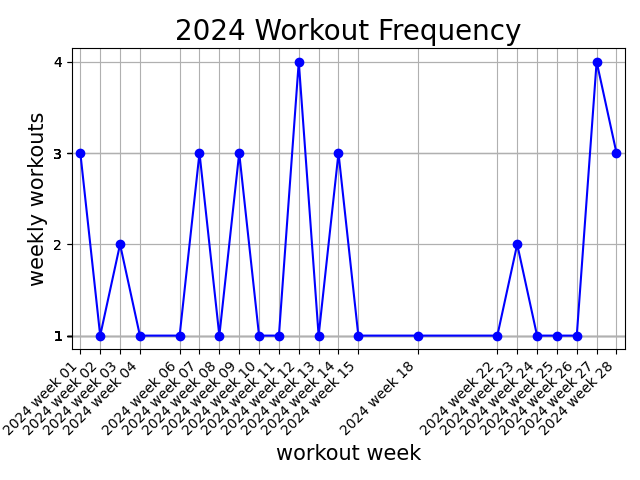 2024 Workout Frequency
4
3
2
1
weekly workouts
2024 week 01
2024 week 02
2024 week 03
2024 week 04
2024 week 06
2024 week 07
2024 week 08
2024 week 09
2024 week 10
2024 week 11
2024 week 12
2024 week 13
2024 week 14
2024 week 15
2024 week 18
2024 week 22
2024 week 23
2024 week 24
2024 week 25
2024 week 26
2024 week 27
2024 week 28
workout week